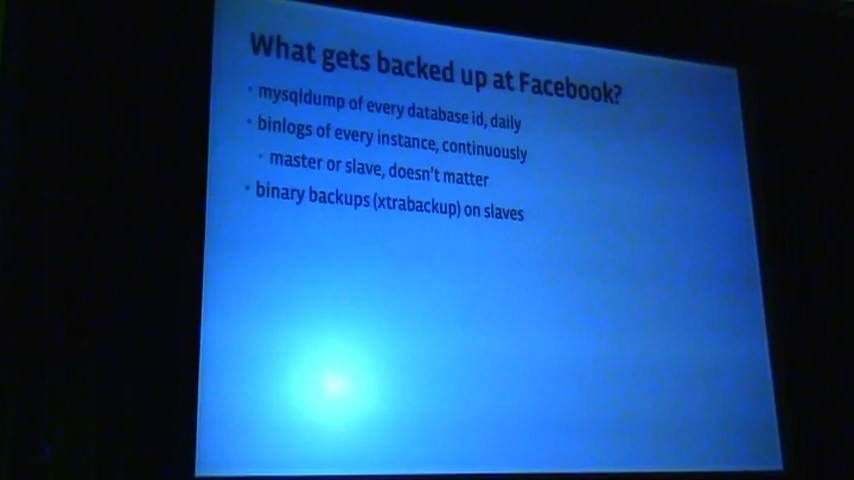 What gets backed up at Facebook?
• mysqldump of every database id, daily
• binlogs of every instance, continuously
• master or slave, doesn't matter
• binary backups (xtrabackup) on slaves